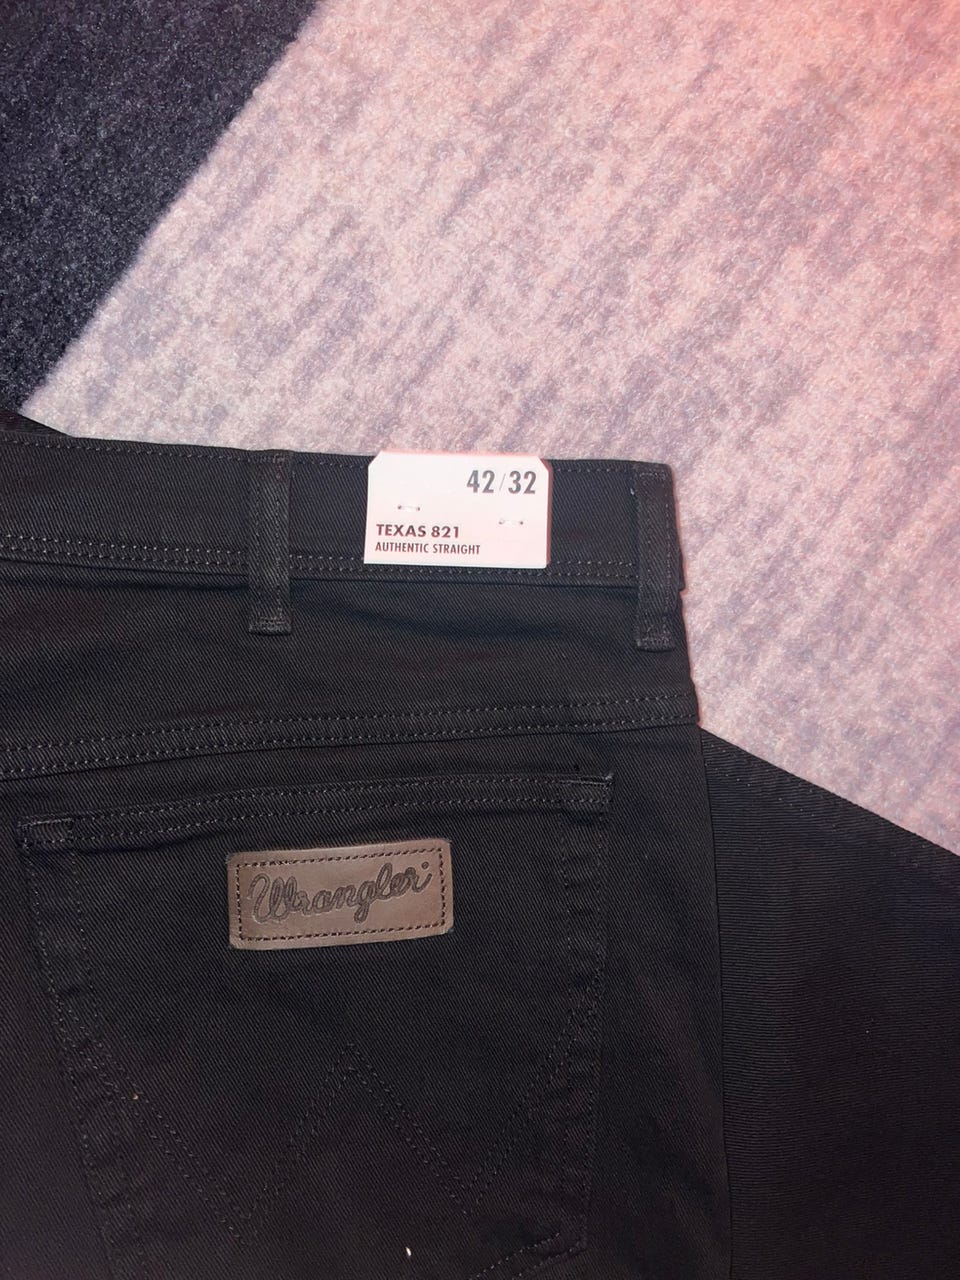 42/32
TEXAS 821
AUTHENTIC STRAIGHT
Wrangler